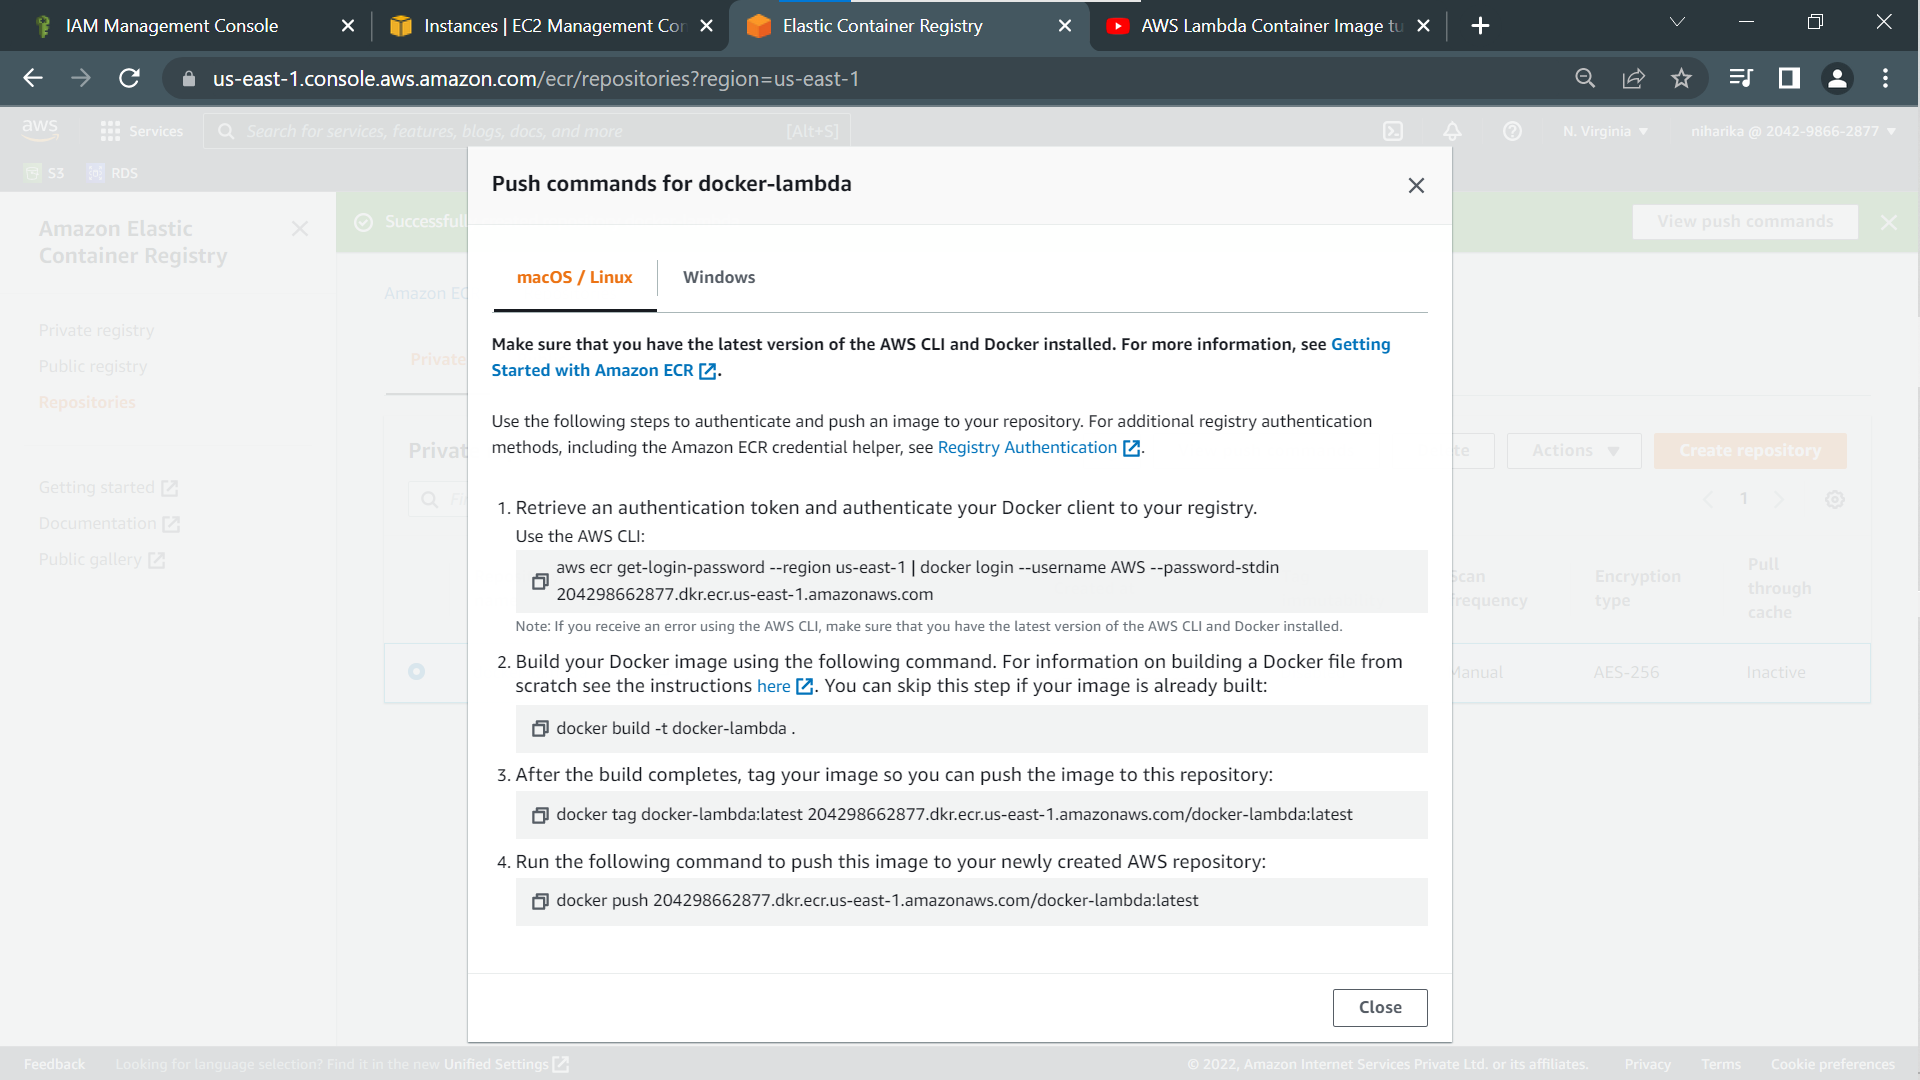 IAM Management Console
Instances | EC2 Management Con
Elastic Container Registry
AWS Lambda Container Image tu
us-east-1.console.aws.amazon.com/ecr/repositories?region=us-east-1
aws
Services
Search for services, features, blogs, docs, and more
[Alt+S]
N. Virginia
niharika @ 2042-9866-2877
S3
RDS
Amazon Elastic
Container Registry
Private registry
Public registry
Repositories
Getting started
Documentation
Public gallery
Successfull
View push commands
Amazon EC
Private
Privat
Actions
Create repository
1
Scan
frequency
Encryption
type
Pull
through
cache
Manual
AES-256
Inactive
Push commands for docker-lambda
macOS / Linux
Windows
Make sure that you have the latest version of the AWS CLI and Docker installed. For more information, see Getting
Started with Amazon ECR.
Use the following steps to authenticate and push an image to your repository. For additional registry authentication
methods, including the Amazon ECR credential helper, see Registry Authentication.
1. Retrieve an authentication token and authenticate your Docker client to your registry.
Use the AWS CLI:
aws ecr get-login-password --region us-east-1 | docker login --username AWS --password-stdin
204298662877.dkr.ecr.us-east-1.amazonaws.com
Note: If you receive an error using the AWS CLI, make sure that you have the latest version of the AWS CLI and Docker installed.
2. Build your Docker image using the following command. For information on building a Docker file from
scratch see the instructions here. You can skip this step if your image is already built:
docker build -t docker-lambda .
3. After the build completes, tag your image so you can push the image to this repository:
docker tag docker-lambda:latest 204298662877.dkr.ecr.us-east-1.amazonaws.com/docker-lambda:latest
4. Run the following command to push this image to your newly created AWS repository:
docker push 204298662877.dkr.ecr.us-east-1.amazonaws.com/docker-lambda:latest
Close
Feedback
Looking for language selection? Find it in the new Unified Settings
© 2022, Amazon Internet Services Private Ltd. or its affiliates.
Privacy
Terms
Cookie preferences